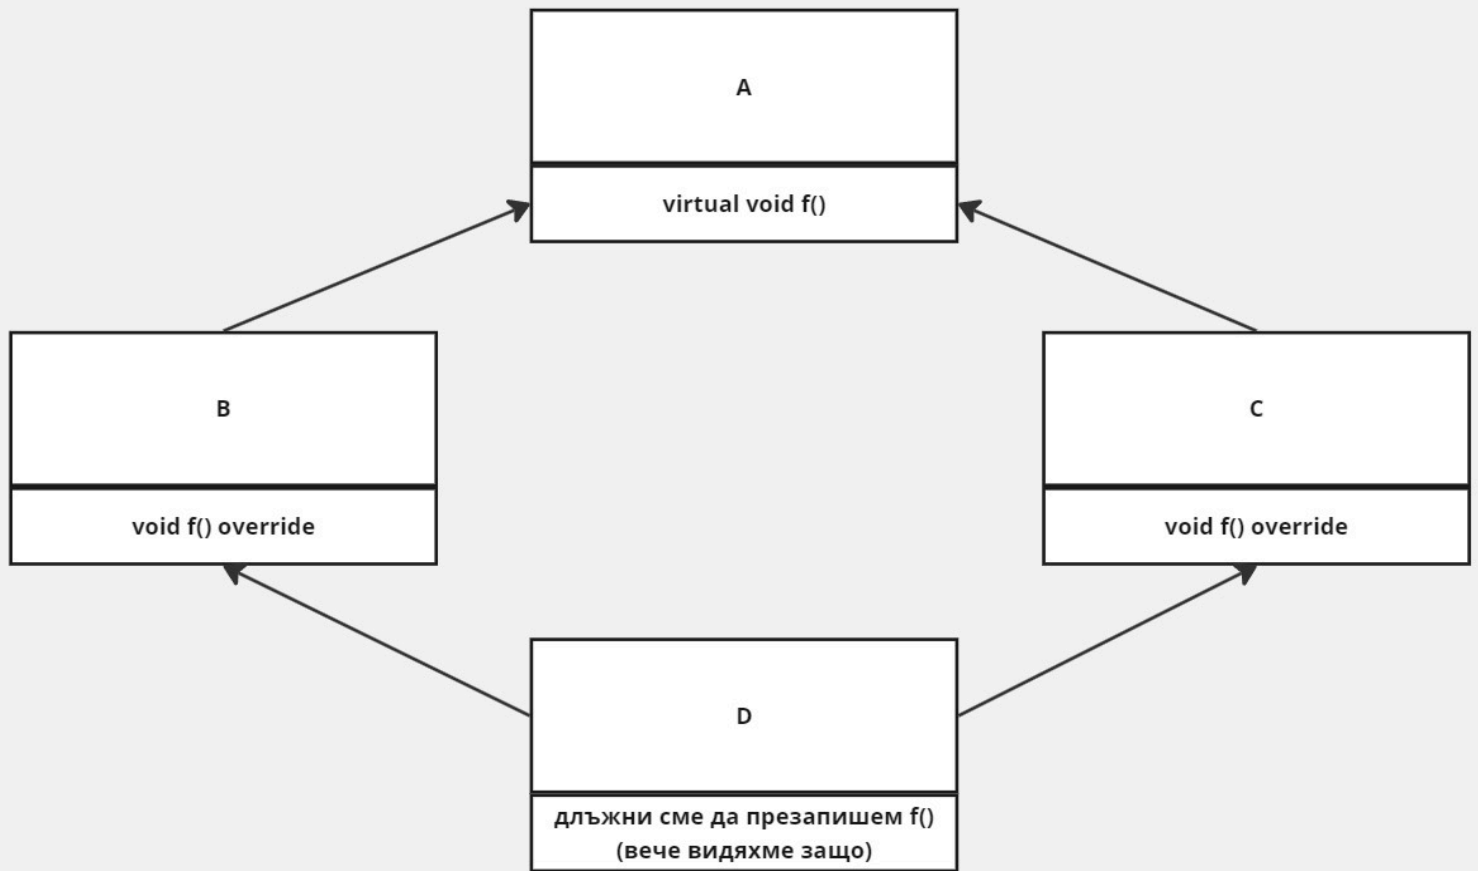 A
virtual void f()
B
C
void f() override
void f() override
D
длъжни сме да презапишем f()
(вече видяхме защо)